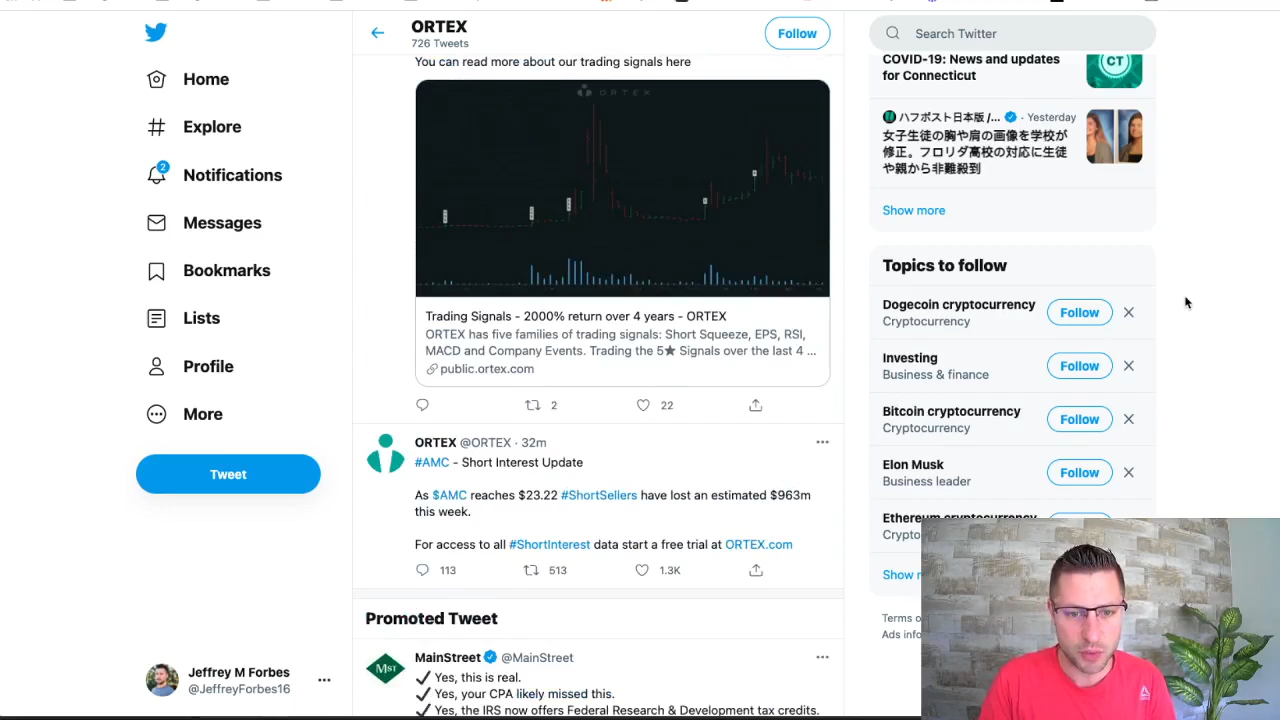 Home
Explore
2
Notifications
Messages
Bookmarks
Lists
Profile
More
Tweet
Jeffrey M Forbes
@JeffreyForbes16
ORTEX
726 Tweets
Follow
You can read more about our trading signals here
ORTEX
Trading Signals - 2000% return over 4 years - ORTEX
ORTEX has five families of trading signals: Short Squeeze, EPS, RSI,
MACD and Company Events. Trading the 5★ Signals over the last 4 ...
public.ortex.com
2
22
ORTEX @ORTEX · 32m
#AMC - Short Interest Update
As $AMC reaches $23.22 #ShortSellers have lost an estimated $963m
this week.
For access to all #ShortInterest data start a free trial at ORTEX.com
113
513
1.3K
Promoted Tweet
MST
MainStreet @MainStreet
Yes, this is real.
Yes, your CPA likely missed this.
Yes, the IRS now offers Federal Research & Development tax credits.
Search Twitter
COVID-19: News and updates
for Connecticut
CT
ハフポスト日本版 /... · Yesterday
女子生徒の胸や肩の画像を学校が
修正。フロリダ高校の対応に生徒
や親から非難殺到
Show more
Topics to follow
Dogecoin cryptocurrency
Cryptocurrency
Follow
Investing
Business & finance
Follow
Bitcoin cryptocurrency
Cryptocurrency
Follow
Elon Musk
Business leader
Follow
Ethereum cryptocurrency
Crypto
Show
Terms
Ads